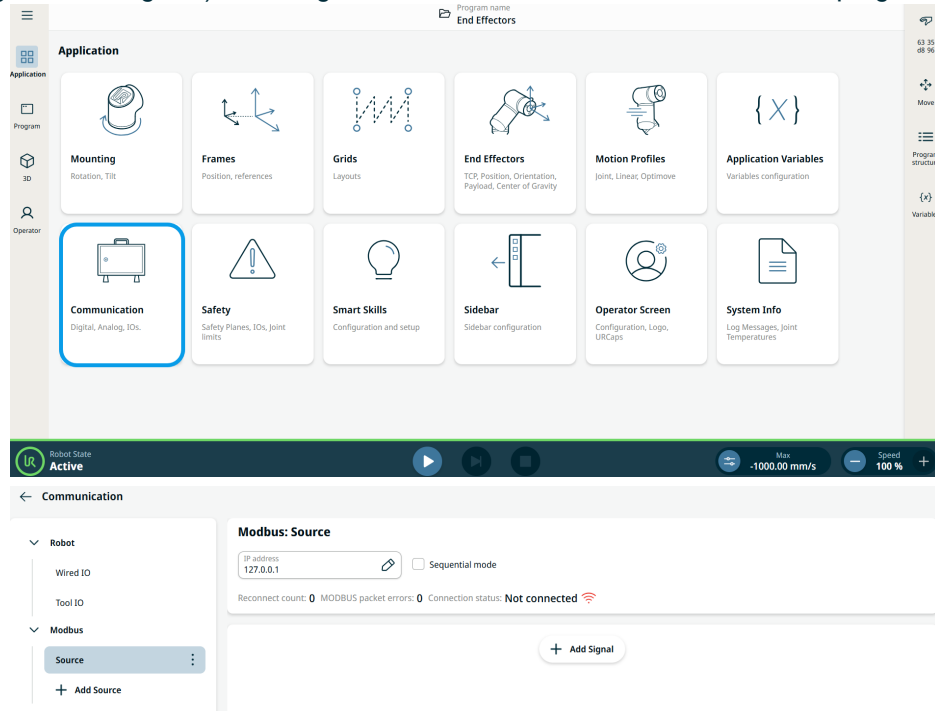 Program name
End Effectors
Application
63 35
d8 96
Application
Move
Program
Mounting
Rotation, Tilt
Frames
Position, references
Grids
Layouts
End Effectors
TCP, Position, Orientation,
Payload, Center of Gravity
Motion Profiles
Joint, Linear, Optimove
Application Variables
Variables configuration
3D
Operator
{x}
Communication
Digital, Analog, IOs.
Safety
Safety Planes, IOs, Joint
limits
Smart Skills
Configuration and setup
Sidebar
Sidebar configuration
Operator Screen
Configuration, Logo,
URCaps
System Info
Log Messages, Joint
Temperatures
Robot State
Active
Max
-1000.00 mm/s
Speed
100 %
Communication
Robot
Wired IO
Tool IO
Modbus
Source
+ Add Source
Modbus: Source
IP address
127.0.0.1
Sequential mode
Reconnect count: 0 MODBUS packet errors: 0 Connection status: Not connected
+ Add Signal